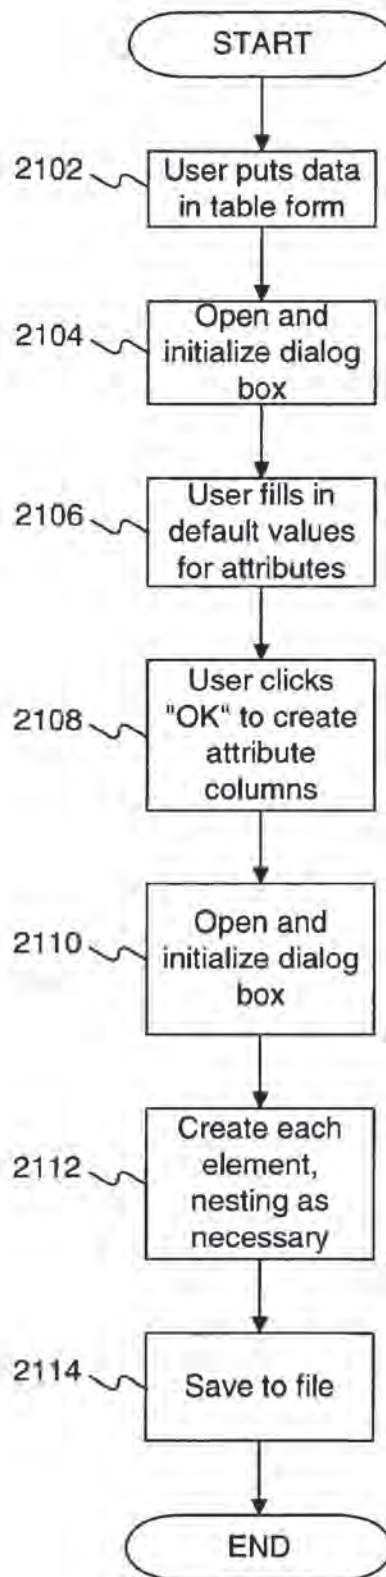 START
2102
User puts data
in table form
2104
Open and
initialize dialog
box
2106
User fills in
default values
for attributes
2108
User clicks
"OK" to create
attribute
columns
2110
Open and
initialize dialog
box
2112
Create each
element,
nesting as
necessary
2114
Save to file
END